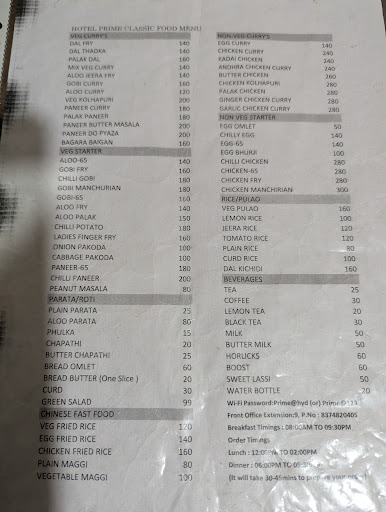 HOTEL PRIME CLASSIC FOOD MENU
VEG CURRY'S
DAL FRY 140
DAL THADKA 140
PALAK DAL 160
MIX VEG CURRY 160
ALOO JEERA FRY 140
GOBI CURRY 160
ALOO CURRY 120
VEG KOLHAPURI 200
PANEER CURRY 180
PALAK PANEER 180
PANEER BUTTER MASALA 200
PANEER DO PYAZA 200
BAGARA BAIGAN 160
VEG STARTER
ALOO-65 140
GOBI FRY 160
CHILLI GOBI 180
GOBI MANCHURIAN 180
GOBI-65 160
ALOO FRY 140
ALOO PALAK 150
CHILLI POTATO 180
LADIES FINGER FRY 160
ONION PAKODA 100
CABBAGE PAKODA 100
PANEER-65 180
CHILLI PANEER 200
PEANUT MASALA 80
PARATA/ROTI
PLAIN PARATA 25
ALOO PARATA 80
PHULKA 15
CHAPATHI 20
BUTTER CHAPATHI 25
BREAD OMLET 60
BREAD BUTTER (One Slice ) 20
CURD 30
GREEN SALAD 99
CHINESE FAST FOOD
VEG FRIED RICE 120
EGG FRIED RICE 140
CHICKEN FRIED RICE 160
PLAIN MAGGI 80
VEGETABLE MAGGI 100
NON VEG CURRY'S
EGG CURRY 140
CHICKEN CURRY 240
KADAI CHICKEN 240
ANDHRA CHICKEN CURRY 280
BUTTER CHICKEN 260
CHICKEN KOLHAPURI 280
PALAK CHICKEN 280
GINGER CHICKEN CURRY 280
GARLIC CHICKEN CURRY 280
NON VEG STARTER
EGG OMLET 50
CHILLY EGG 140
EGG-65 140
EGG BHURJI 100
CHILLI CHICKEN 280
CHICKEN-65 280
CHICKEN FRY 280
CHICKEN MANCHIRIAN 300
RICE/PULAO
VEG PULAO 160
LEMON RICE 100
JEERA RICE 120
TOMATO RICE 120
PLAIN RICE 80
CURD RICE 100
DAL KICHIDI 160
BEVERAGES
TEA 25
COFFEE 30
LEMON TEA 20
BLACK TEA 30
MILK 50
BUTTER MILK 50
HORLICKS 60
BOOST 60
SWEET LASSI 60
WATER BOTTLE 20
Wi-Fi Password:Prime@hyd (or)
Front Office Extension:9, P.No : 8374820405
Breakfast Timings : 08:00AM TO 09:30PM
Order Timings
Lunch : 12:05PM TO 02:00PM
Dinner : 06:00PM TO 09:30PM
(It will take 30-45mins to prepare your order)